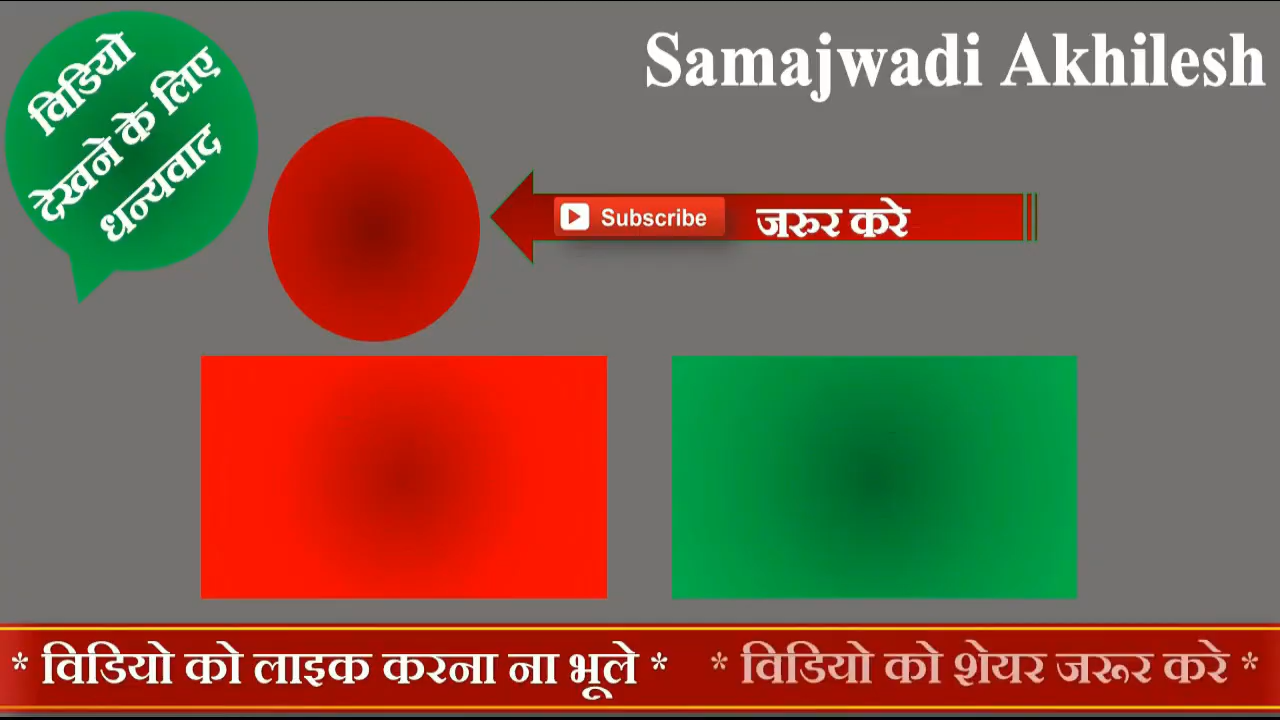 Samajwadi Akhilesh
विडियो
देखने के लिए
धन्यवाद
Subscribe जरुर करे
* विडियो को लाइक करना ना भूले * * विडियो को शेयर जरूर करे *